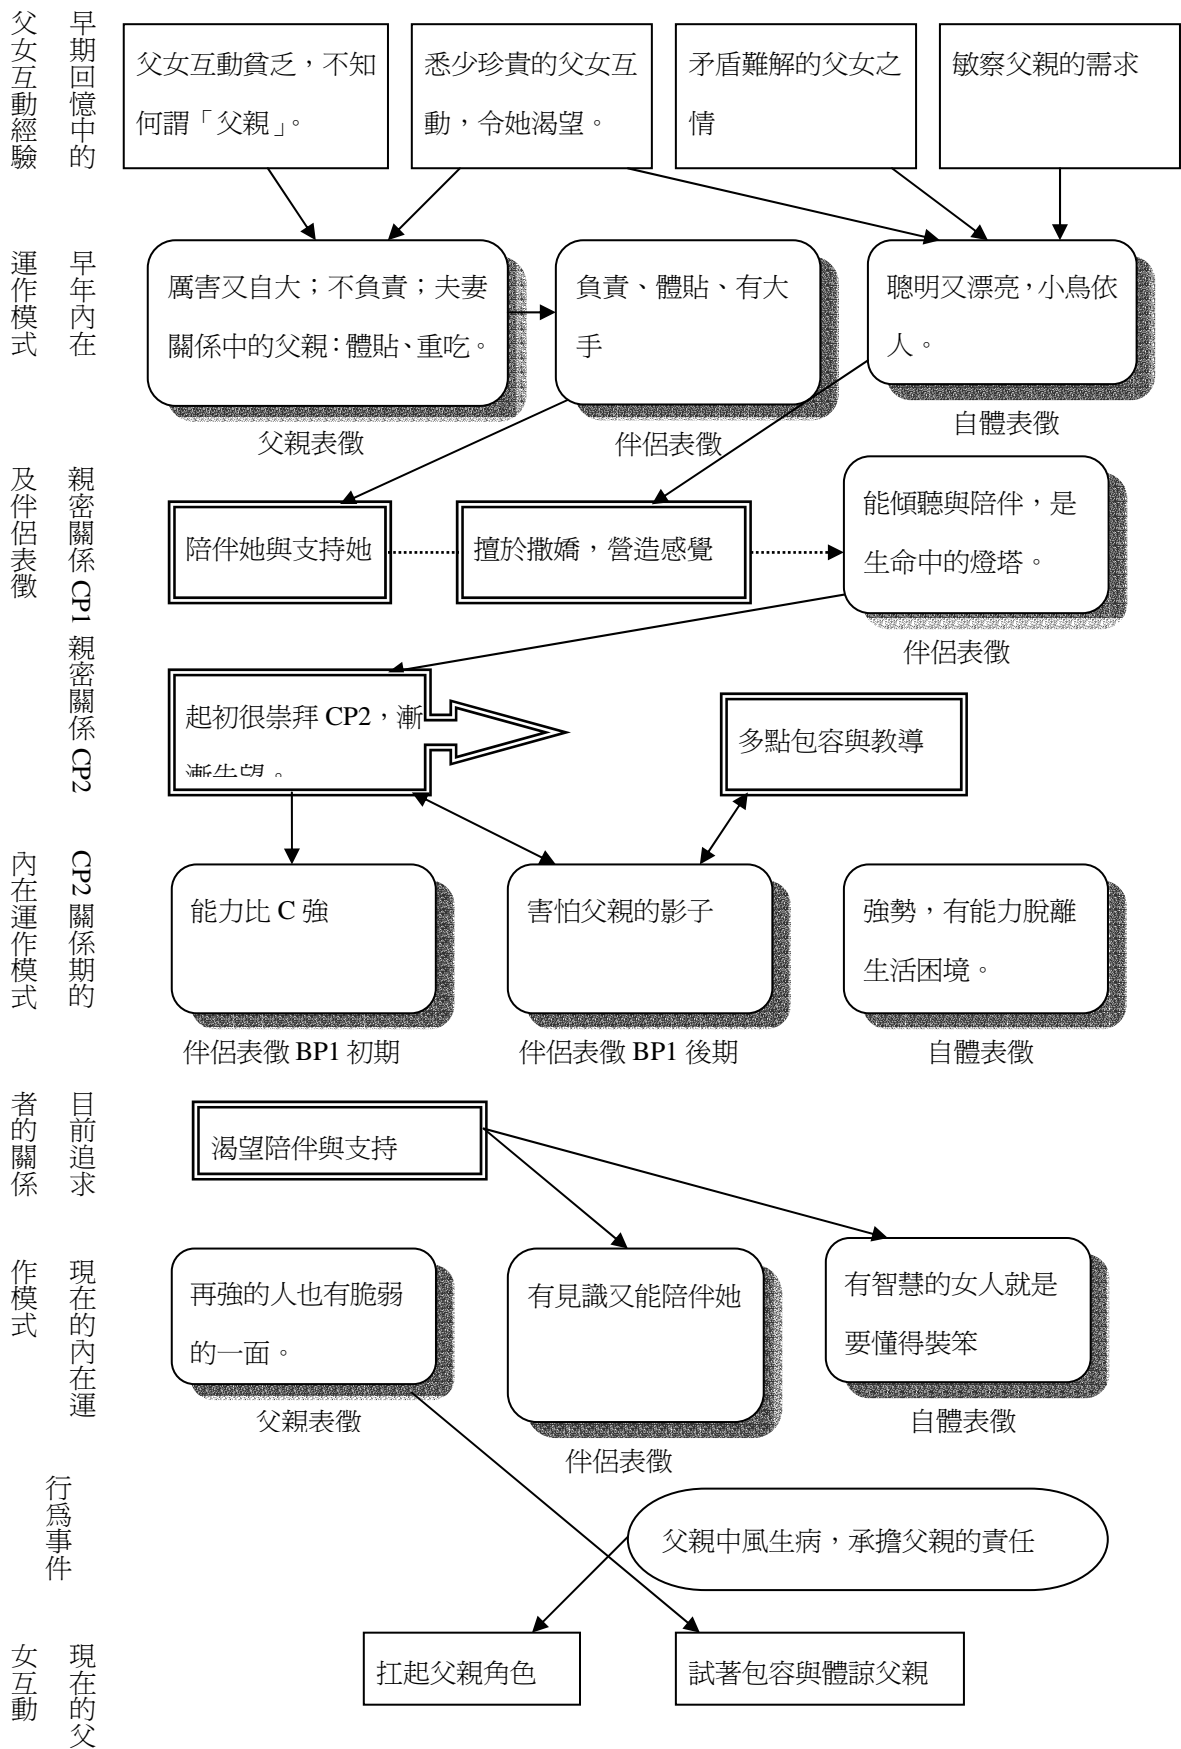 早期回憶中的
父女互動經驗
父女互動貧乏，不知
何謂「父親」。
悉少珍貴的父女互
動，令她渴望。
矛盾難解的父女之
情
敏察父親的需求
早年內在
運作模式
厲害又自大；不負責；夫妻
關係中的父親：體貼、重吃。
父親表徵
負責、體貼、有大
手
伴侶表徵
聰明又漂亮，小鳥依
人。
自體表徵
親密關係 CP1
及伴侶表徵
陪伴她與支持她
擅於撒嬌，營造感覺
能傾聽與陪伴，是
生命中的燈塔。
伴侶表徵
親密關係 CP2
起初很崇拜 CP2，漸
漸失望。
多點包容與教導
CP2 關係期的
內在運作模式
能力比 C 強
伴侶表徵 BP1 初期
害怕父親的影子
伴侶表徵 BP1 後期
強勢，有能力脫離
生活困境。
自體表徵
目前追求
者的關係
渴望陪伴與支持
現在的內在運
作模式
再強的人也有脆弱
的一面。
父親表徵
有見識又能陪伴她
伴侶表徵
有智慧的女人就是
要懂得裝笨
自體表徵
行為事件
父親中風生病，承擔父親的責任
現在的父
女互動
扛起父親角色
試著包容與體諒父親